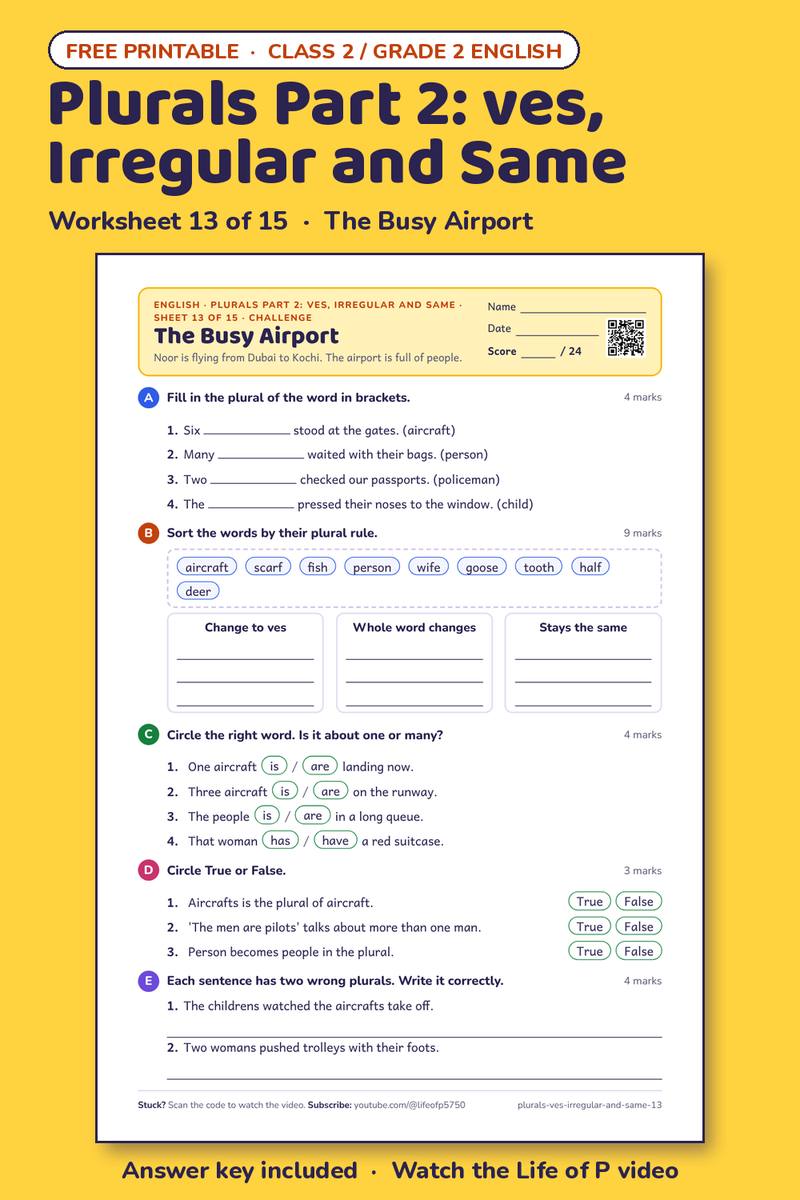 FREE PRINTABLE · CLASS 2 / GRADE 2 ENGLISH
Plurals Part 2: ves,
Irregular and Same
Worksheet 13 of 15 · The Busy Airport
ENGLISH · PLURALS PART 2: VES, IRREGULAR AND SAME ·
SHEET 13 OF 15 · CHALLENGE
The Busy Airport
Noor is flying from Dubai to Kochi. The airport is full of people.
Name ____________
Date ____________
Score ______ / 24
A Fill in the plural of the word in brackets. 4 marks
1. Six ____________ stood at the gates. (aircraft)
2. Many ____________ waited with their bags. (person)
3. Two ____________ checked our passports. (policeman)
4. The ____________ pressed their noses to the window. (child)
B Sort the words by their plural rule. 9 marks
aircraft scarf fish person wife goose tooth half
deer
Change to ves Whole word changes Stays the same
C Circle the right word. Is it about one or many? 4 marks
1. One aircraft is / are landing now.
2. Three aircraft is / are on the runway.
3. The people is / are in a long queue.
4. That woman has / have a red suitcase.
D Circle True or False. 3 marks
1. Aircrafts is the plural of aircraft. True False
2. 'The men are pilots' talks about more than one man. True False
3. Person becomes people in the plural. True False
E Each sentence has two wrong plurals. Write it correctly. 4 marks
1. The childrens watched the aircrafts take off.
2. Two womans pushed trolleys with their foots.
Stuck? Scan the code to watch the video. Subscribe: youtube.com/@lifeofp5750 plurals-ves-irregular-and-same-13
Answer key included · Watch the Life of P video